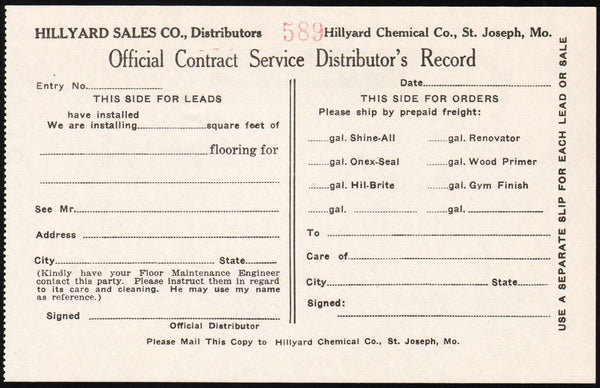 HILLYARD SALES CO., Distributors 589 Hillyard Chemical Co., St. Joseph, Mo.
Official Contract Service Distributor's Record
Entry No.
THIS SIDE FOR LEADS
have installed
We are installing square feet of
flooring for
See Mr.
Address
City State
(Kindly have your Floor Maintenance Engineer
contact this party. Please instruct them in regard
to its care and cleaning. He may use my name
as reference.)
Signed
Official Distributor
Date
THIS SIDE FOR ORDERS
Please ship by prepaid freight:
gal. Shine-All gal. Renovator
gal. Onex-Seal gal. Wood Primer
gal. Hil-Brite gal. Gym Finish
gal. gal.
To
Care of
City State
Signed:
Please Mail This Copy to Hillyard Chemical Co., St. Joseph, Mo.
USE A SEPARATE SLIP FOR EACH LEAD OR SALE